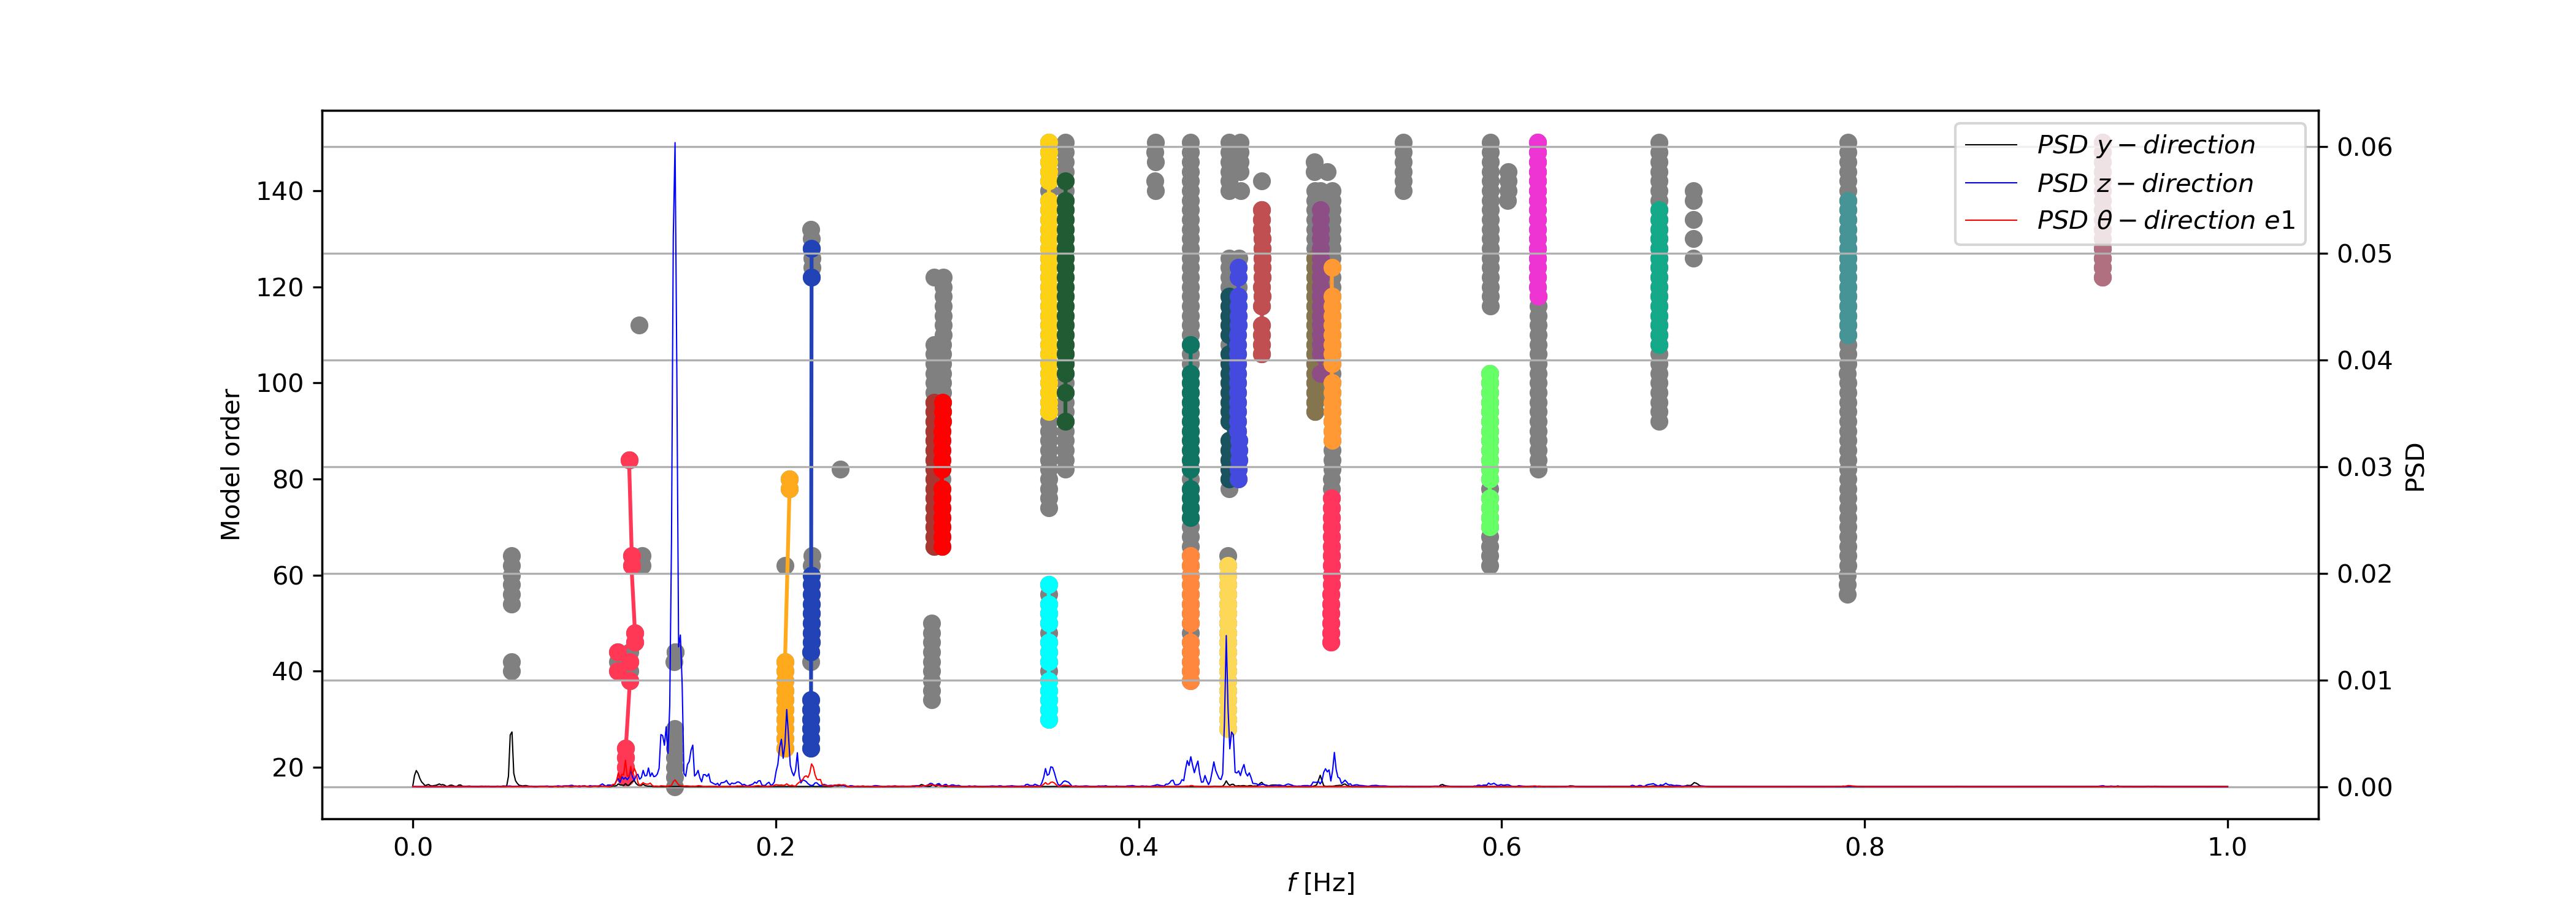 PSD y − direction
PSD z − direction
PSD θ − direction e1
Model order
140
120
100
80
60
40
20
0.06
0.05
0.04
0.03
0.02
0.01
0.00
PSD
0.0 0.2 0.4 0.6 0.8 1.0
f [Hz]